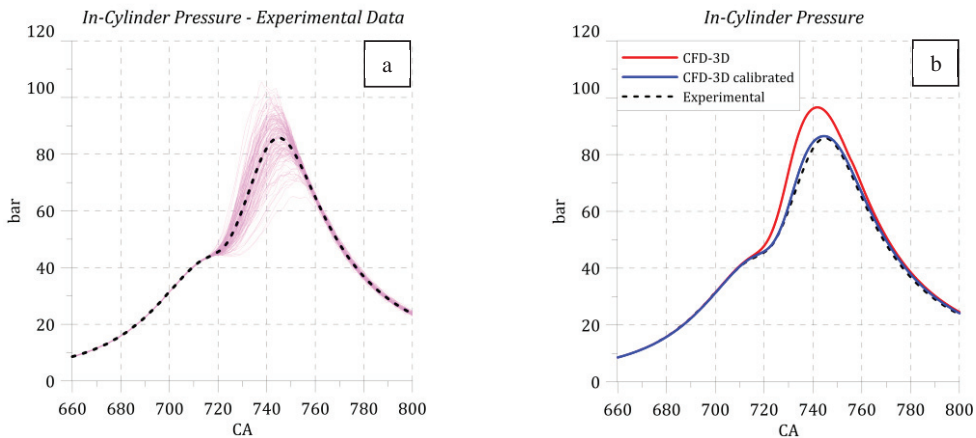 In-Cylinder Pressure - Experimental Data
120
100
80
60
40
20
0
bar
660 680 700 720 740 760 780 800
CA
a
In-Cylinder Pressure
120
100
80
60
40
20
0
bar
660 680 700 720 740 760 780 800
CA
b
CFD-3D
CFD-3D calibrated
Experimental